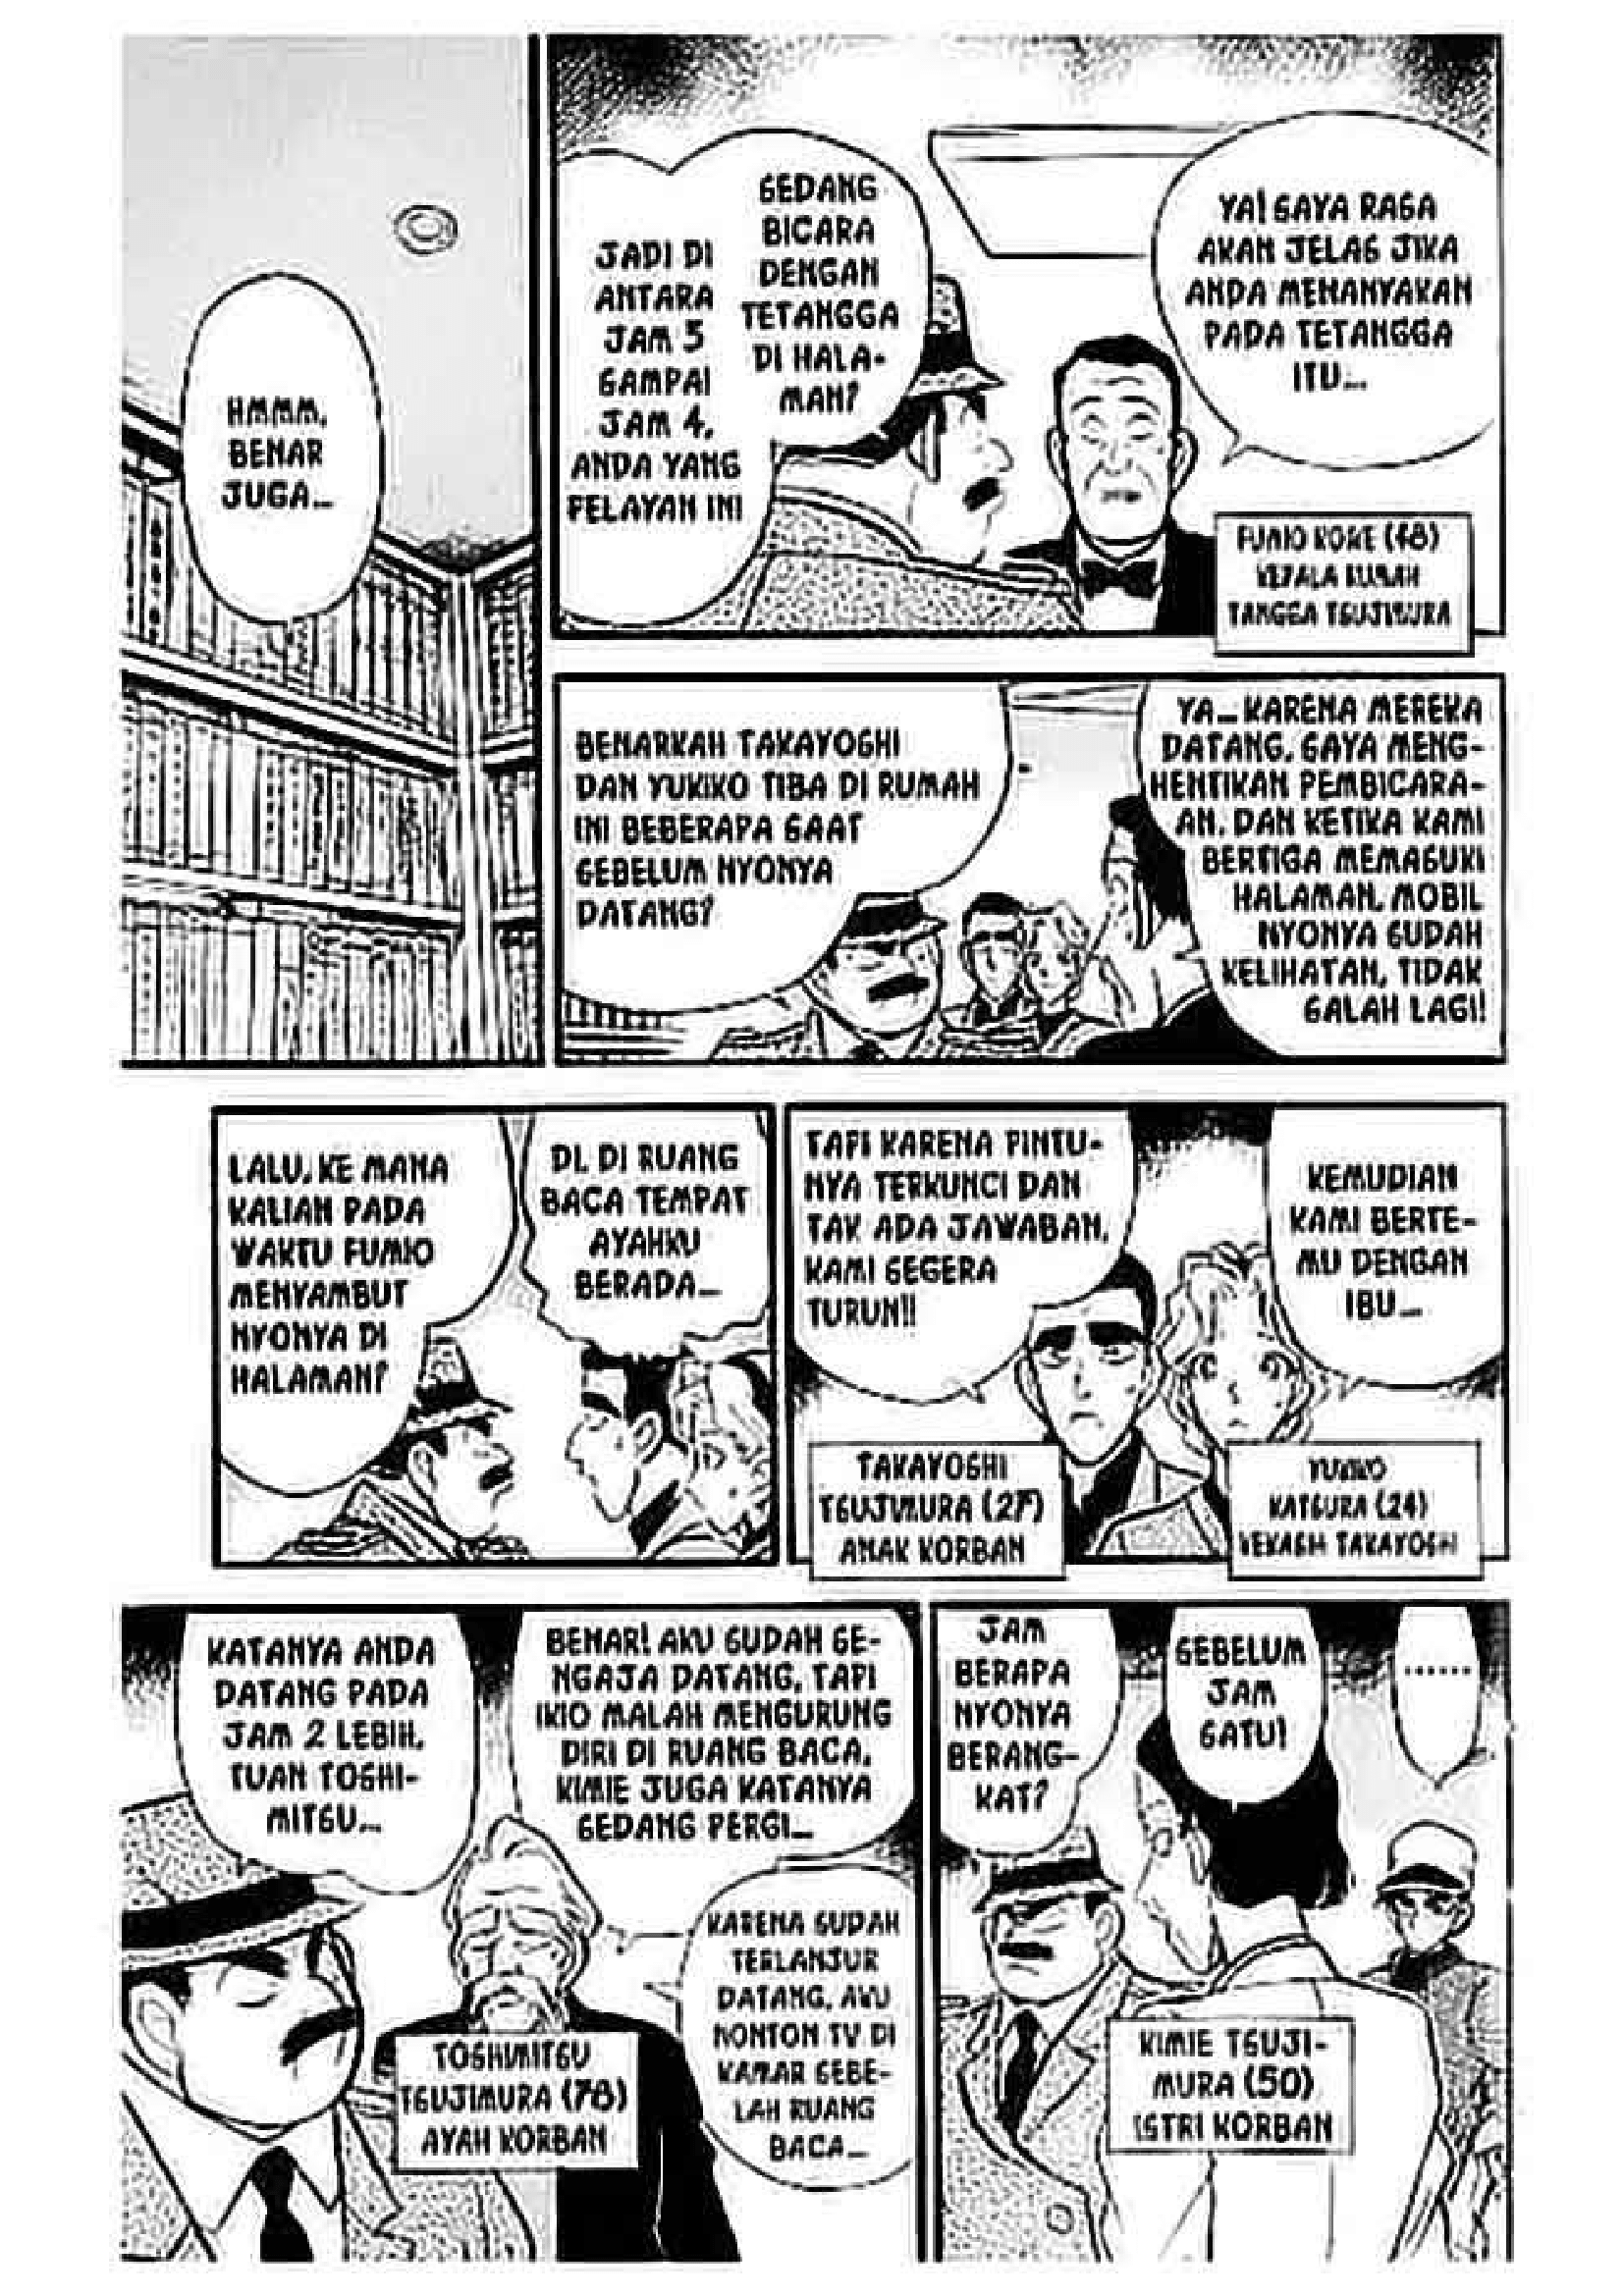 HMMM,
BENAR
JUGA...
JADI DI
ANTARA
JAM 3
SAMPAI
JAM 4,
ANDA YANG
PELAYAN INI
SEDANG
BICARA
DENGAN
TETANGGA
DI HALA-
MAN?
YA! SAYA RASA
AKAN JELAS JIKA
ANDA MENANYAKAN
PADA TETANGGA
ITU...
FUMIO (48)
KEPALA RUMAH
TANGGA TSUJIMURA
BENARKAH TAKAYOSHI
DAN YUKIKO TIBA DI RUMAH
INI BEBERAPA SAAT
SEBELUM NYONYA
DATANG?
YA... KARENA MEREKA
DATANG, SAYA MENG-
HENTIKAN PEMBICARA-
AN. DAN KETIKA KAMI
BERTIGA MEMASUKI
HALAMAN, MOBIL
NYONYA SUDAH
KELIHATAN, TIDAK
SALAH LAGI!
LALU, KE MANA
KALIAN PADA
WAKTU FUMIO
MENYAMBUT
NYONYA DI
HALAMAN?
DI.. DI RUANG
BACA TEMPAT
AYAHKU
BERADA...
TAPI KARENA PINTU-
NYA TERKUNCI DAN
TAK ADA JAWABAN,
KAMI SEGERA
TURUN!!
KEMUDIAN
KAMI BERTE-
MU DENGAN
IBU...
TAKAYOSHI
TSUJIMURA (27)
ANAK KORBAN
YUKIKO
KATSURA (24)
KEKASIH TAKAYOSHI
KATANYA ANDA
DATANG PADA
JAM 2 LEBIH,
TUAN TOSHI-
MITSU...
BENAR! AKU SUDAH SE-
NGAJA DATANG, TAPI
IKIO MALAH MENGURUNG
DIRI DI RUANG BACA.
KIMIE JUGA KATANYA
SEDANG PERGI...
KARENA SUDAH
TERLANJUR
DATANG, AKU
NONTON TV DI
KAMAR SEBE-
LAH RUANG
BACA...
TOSHIMITSU
TSUJIMURA (78)
AYAH KORBAN
JAM
BERAPA
NYONYA
BERANG-
KAT?
SEBELUM
JAM
SATU!
......
KIMIE TSUJI-
MURA (50)
ISTRI KORBAN